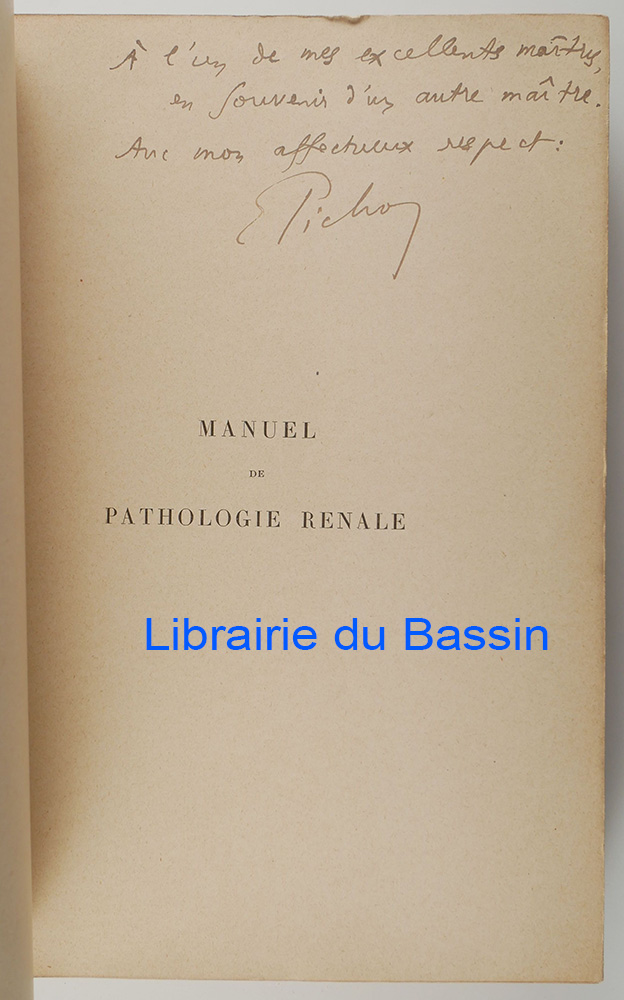 À l'un de mes excellents maîtres,
en souvenir d'un autre maître.
Avec mon affectueux respect :
E Pichon
MANUEL
DE
PATHOLOGIE RENALE
Librairie du Bassin